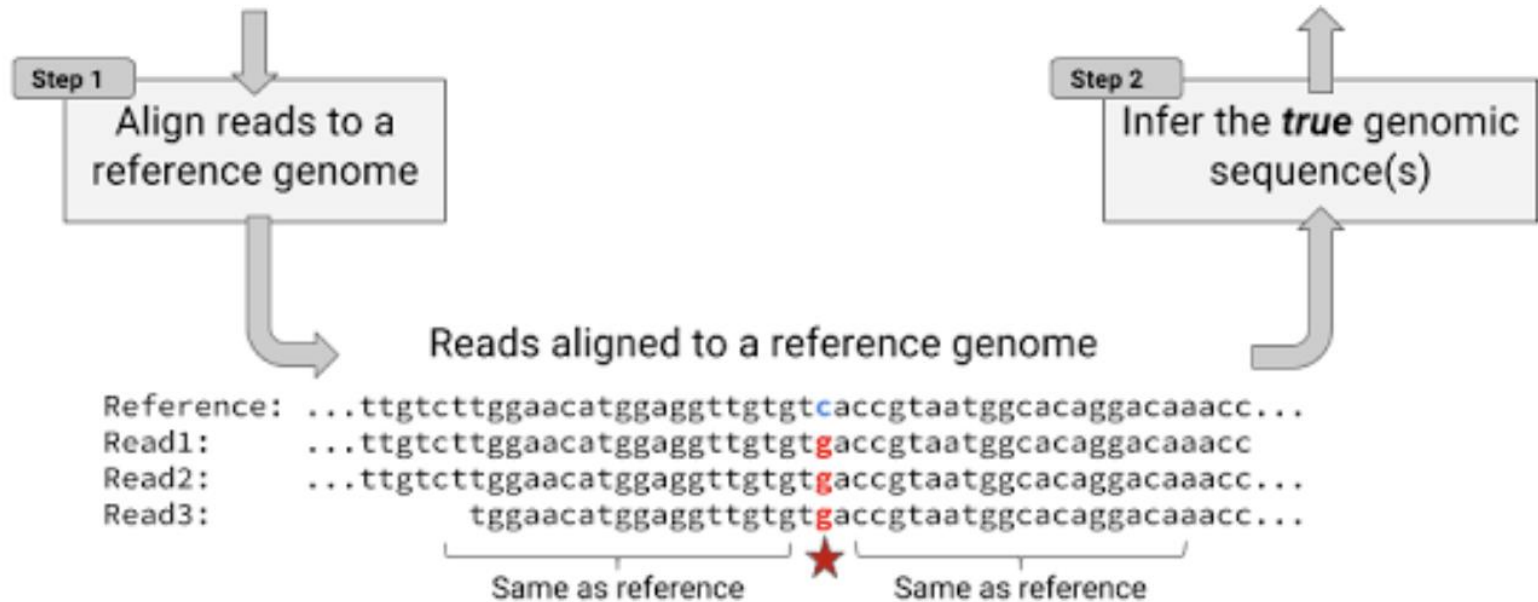 Step 1
Align reads to a
reference genome
Step 2
Infer the true genomic
sequence(s)
Reads aligned to a reference genome
Reference: ...ttgtcttggaacatggaggttgtgtcaccgtaatggcacaggacaaacc...
Read1: ...ttgtcttggaacatggaggttgtgtgaccgtaatggcacaggacaaacc
Read2: ...ttgtcttggaacatggaggttgtgtgaccgtaatggcacaggacaaacc...
Read3: tggaacatggaggttgtgtgaccgtaatggcacaggacaaacc...
Same as reference Same as reference